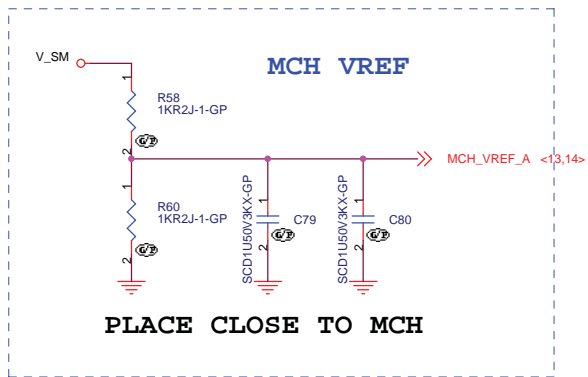 V_SM
MCH VREF
1
R58
1KR2J-1-GP
G/P
2
MCH_VREF_A <13,14>
1
R60
1KR2J-1-GP
G/P
2
SCD1U50V3KX-GP
1
C79
G/P
2
SCD1U50V3KX-GP
1
C80
G/P
2
PLACE CLOSE TO MCH